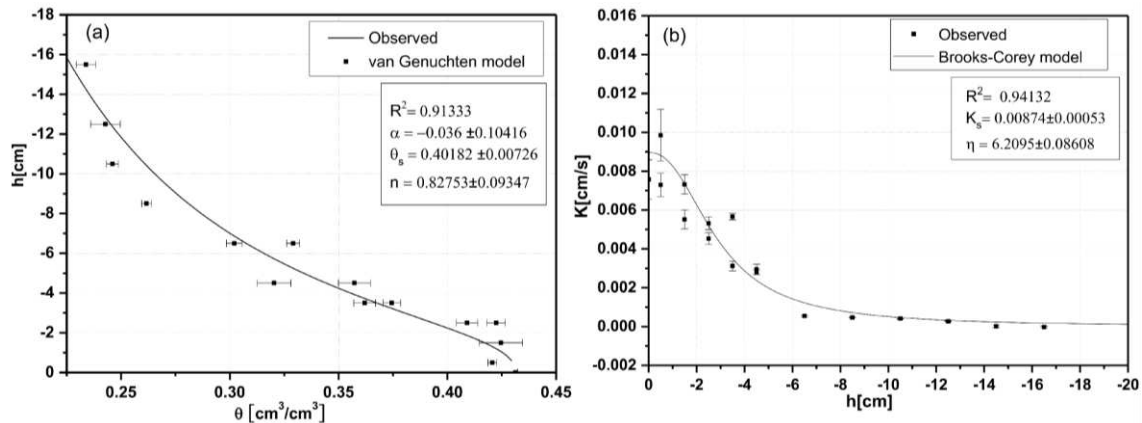 (a)
Observed
van Genuchten model
R²= 0.91333
α = −0.036 ±0.10416
θs = 0.40182 ±0.00726
n = 0.82753±0.09347
-18
-16
-14
-12
-10
-8
-6
-4
-2
0
h[cm]
0.25
0.30
0.35
0.40
0.45
θ [cm³/cm³]
(b)
Observed
Brooks-Corey model
R²= 0.94132
Ks = 0.00874±0.00053
η = 6.2095±0.08608
0.016
0.014
0.012
0.010
0.008
0.006
0.004
0.002
0.000
-0.002
K[cm/s]
0
-2
-4
-6
-8
-10
-12
-14
-16
-18
-20
h[cm]